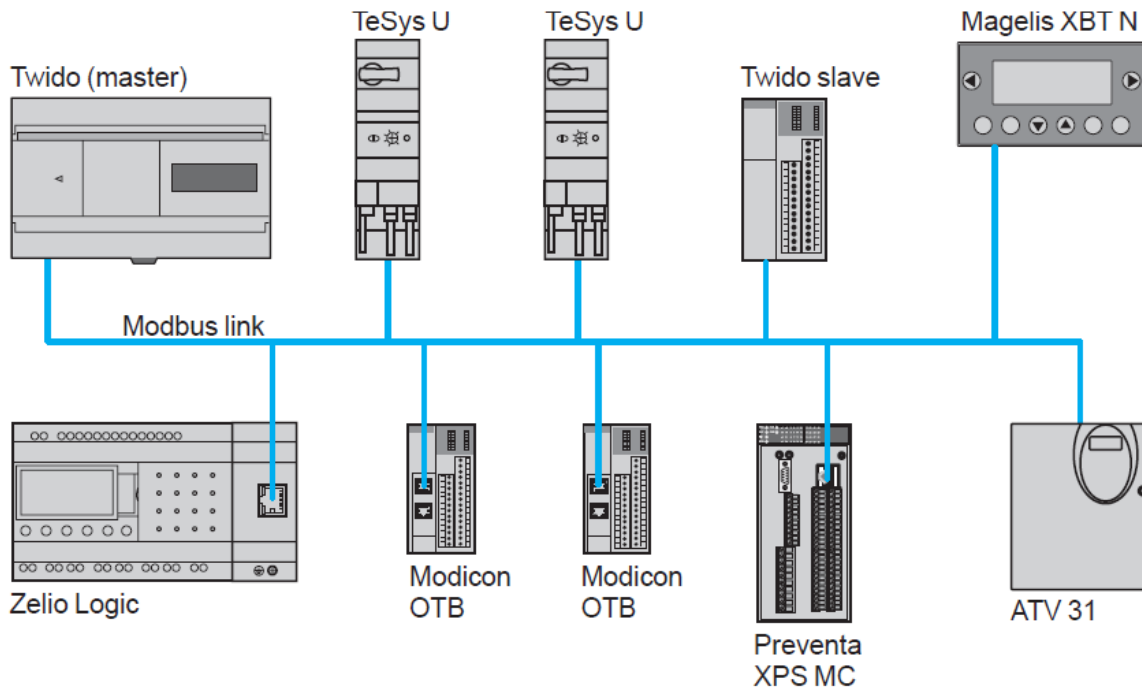 TeSys U
TeSys U
Magelis XBT N
Twido (master)
Twido slave
Modbus link
Zelio Logic
Modicon
OTB
Modicon
OTB
Preventa
XPS MC
ATV 31